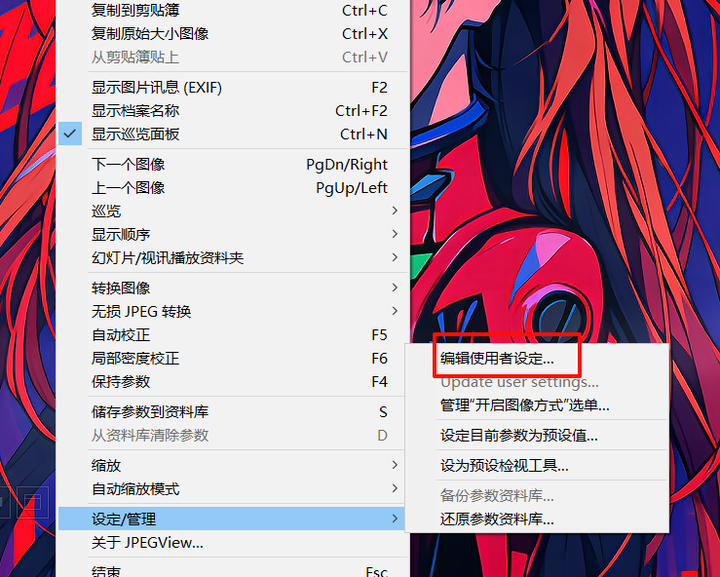 复制到剪贴簿 Ctrl+C
复制原始大小图像 Ctrl+X
从剪贴簿贴上 Ctrl+V
显示图片讯息 (EXIF) F2
显示档案名称 Ctrl+F2
显示巡览面板 Ctrl+N
下一个图像 PgDn/Right
上一个图像 PgUp/Left
巡览
显示顺序
幻灯片/视讯播放资料夹
转换图像
无损 JPEG 转换
自动校正 F5
局部密度校正 F6
保持参数 F4
储存参数到资料库 S
从资料库清除参数 D
缩放
自动缩放模式
设定/管理
关于 JPEGView...
结束 Esc
编辑使用者设定...
Update user settings...
管理“开启图像方式”选单...
设定目前参数为预设值...
设为预设检视工具...
备份参数资料库...
还原参数资料库...